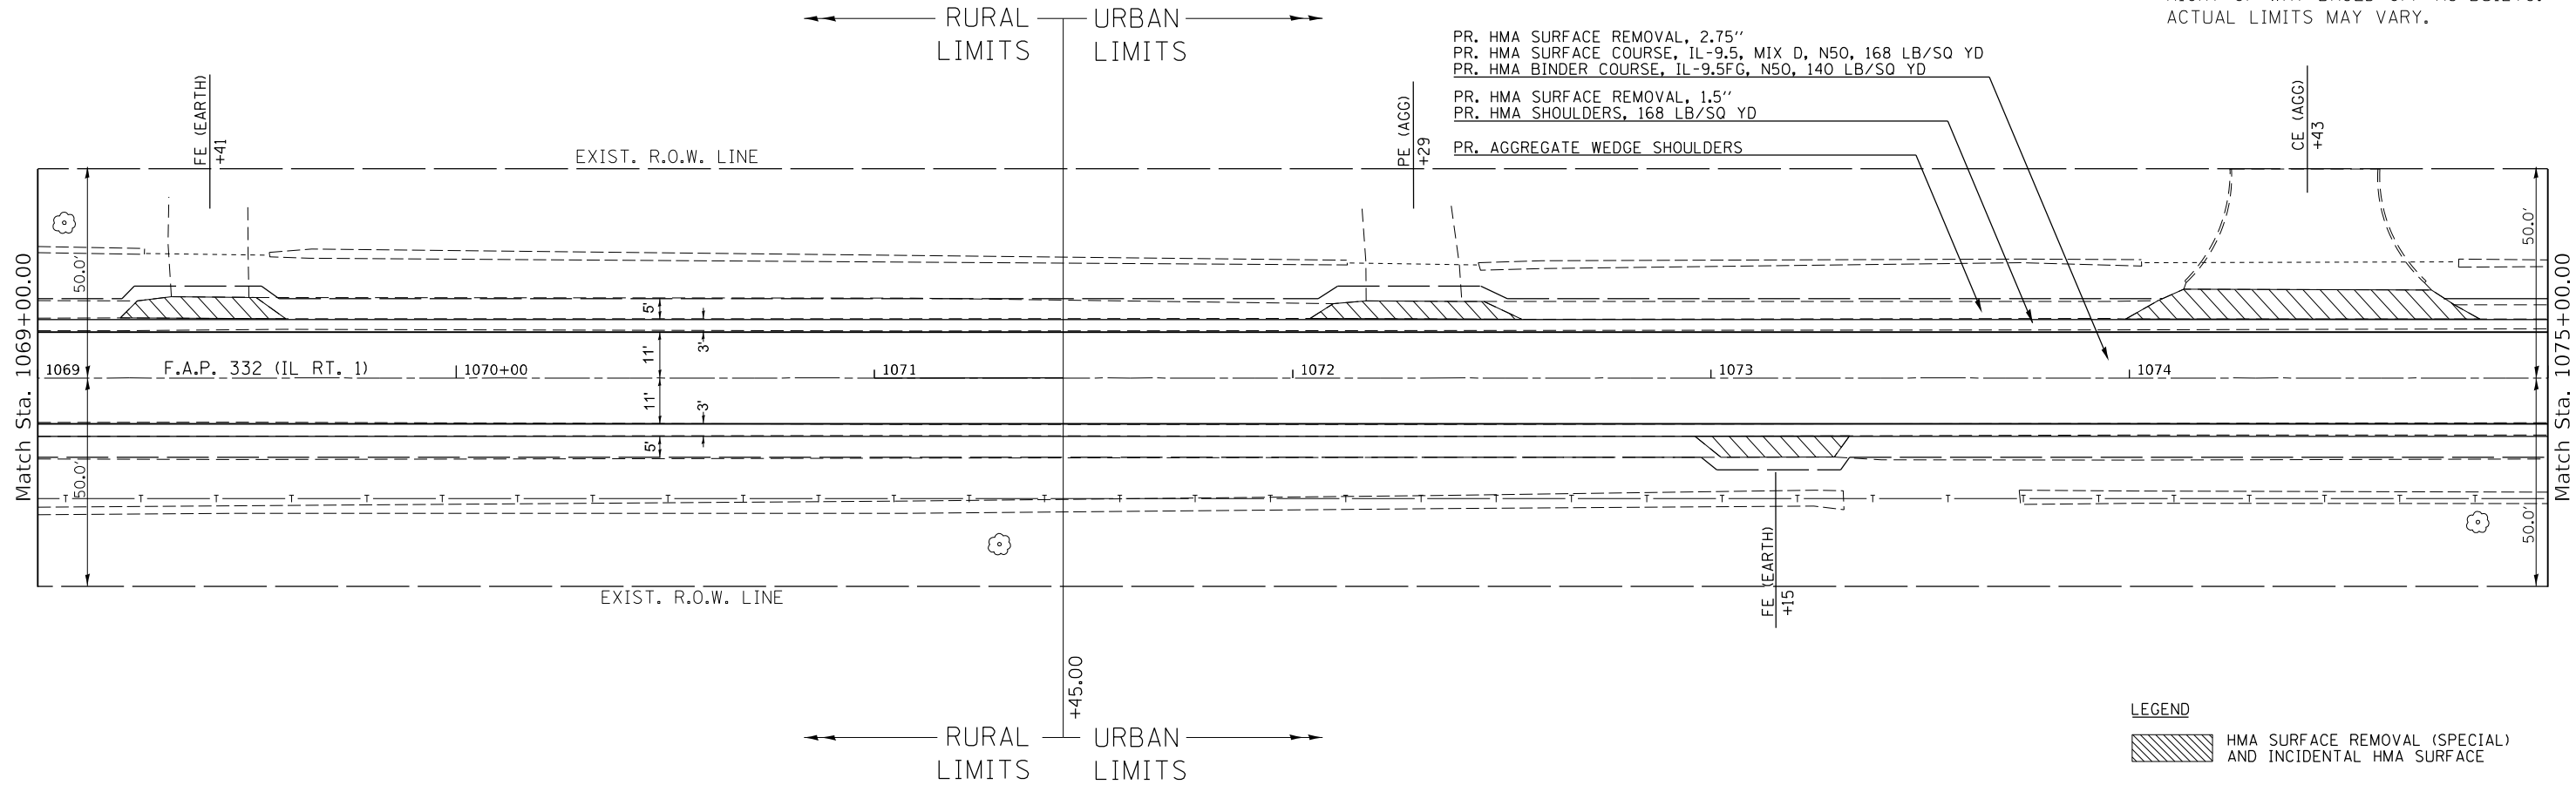 RURAL
LIMITS
URBAN
LIMITS
ACTUAL LIMITS MAY VARY.
PR. HMA SURFACE REMOVAL, 2.75"
PR. HMA SURFACE COURSE, IL-9.5, MIX D, N50, 168 LB/SQ YD
PR. HMA BINDER COURSE, IL-9.5FG, N50, 140 LB/SQ YD
PR. HMA SURFACE REMOVAL, 1.5"
PR. HMA SHOULDERS, 168 LB/SQ YD
PR. AGGREGATE WEDGE SHOULDERS
FE (EARTH)
+41
EXIST. R.O.W. LINE
PE (AGG)
+29
CE (AGG)
+43
Match Sta. 1069+00.00
50.0'
50.0'
5'
3'
11'
1069
F.A.P. 332 (IL RT. 1)
1070+00
1071
1072
1073
1074
11'
3'
5'
50.0'
50.0'
Match Sta. 1075+00.00
EXIST. R.O.W. LINE
T T T T T T T T T T T T T T T T T T T T T T T T T T T T T T T T T
FE (EARTH)
+15
+45.00
RURAL
LIMITS
URBAN
LIMITS
LEGEND
HMA SURFACE REMOVAL (SPECIAL)
AND INCIDENTAL HMA SURFACE